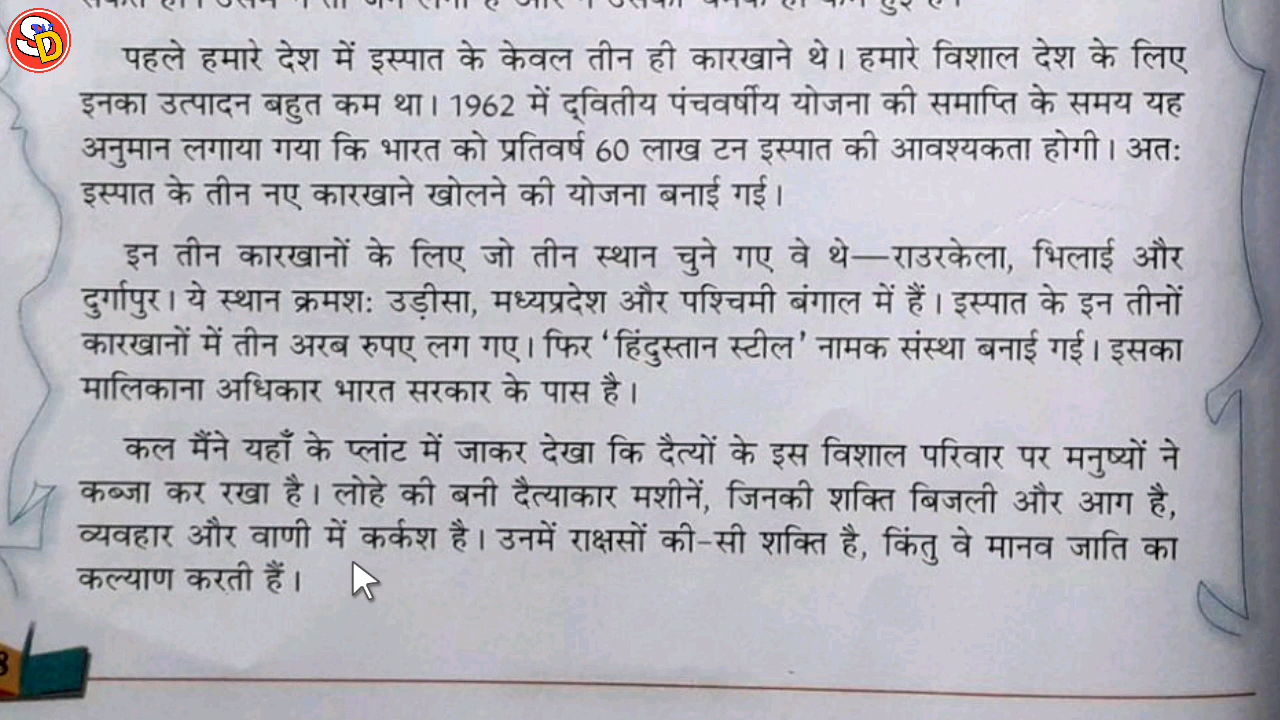 SD
पहले हमारे देश में इस्पात के केवल तीन ही कारखाने थे। हमारे विशाल देश के लिए
इनका उत्पादन बहुत कम था। 1962 में द्‌वितीय पंचवर्षीय योजना की समाप्ति के समय यह
अनुमान लगाया गया कि भारत को प्रतिवर्ष 60 लाख टन इस्पात की आवश्यकता होगी। अतः
इस्पात के तीन नए कारखाने खोलने की योजना बनाई गई।
इन तीन कारखानों के लिए जो तीन स्थान चुने गए वे थे—राउरकेला, भिलाई और
दुर्गापुर। ये स्थान क्रमशः उड़ीसा, मध्यप्रदेश और पश्चिमी बंगाल में हैं। इस्पात के इन तीनों
कारखानों में तीन अरब रुपए लग गए। फिर ‘हिंदुस्तान स्टील’ नामक संस्था बनाई गई। इसका
मालिकाना अधिकार भारत सरकार के पास है।
कल मैंने यहाँ के प्लांट में जाकर देखा कि दैत्यों के इस विशाल परिवार पर मनुष्यों ने
कब्जा कर रखा है। लोहे की बनी दैत्याकार मशीनें, जिनकी शक्ति बिजली और आग है,
व्यवहार और वाणी में कर्कश है। उनमें राक्षसों की-सी शक्ति है, किंतु वे मानव जाति का
कल्याण करती हैं।
8